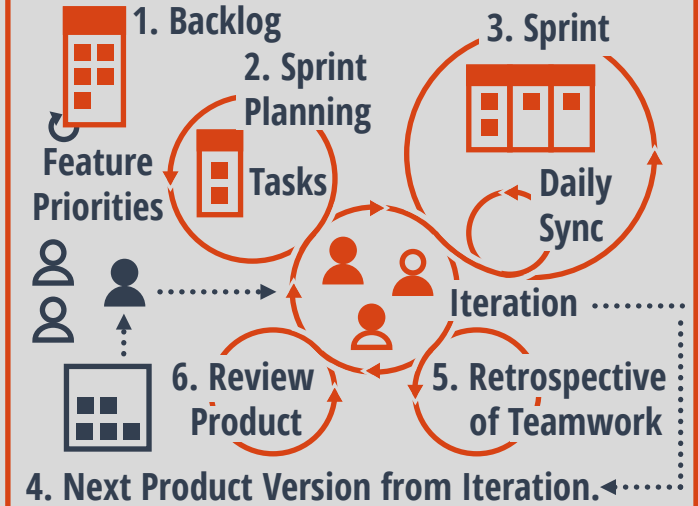 1. Backlog
2. Sprint
Planning
3. Sprint
Feature
Priorities
Tasks
Daily
Sync
Iteration
6. Review
Product
5. Retrospective
of Teamwork
4. Next Product Version from Iteration.